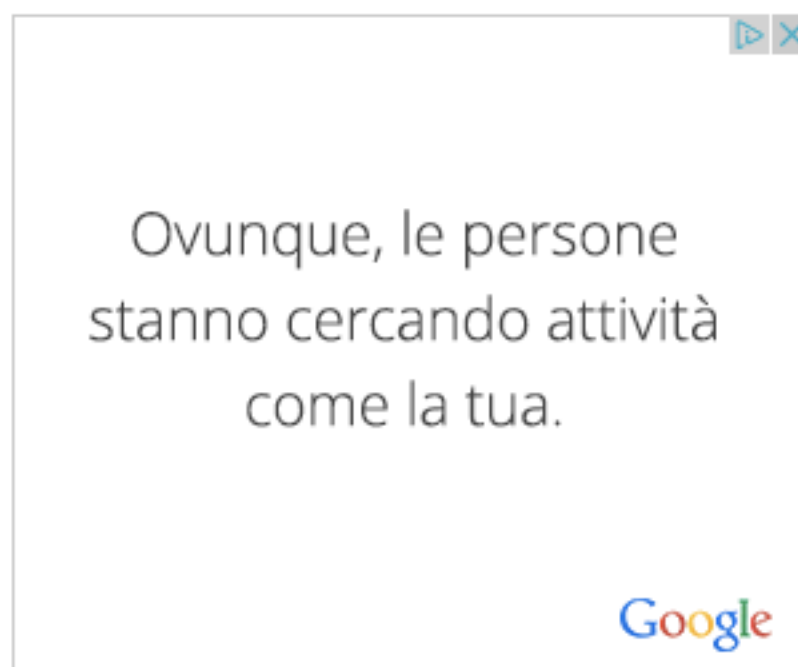 Ovunque, le persone
stanno cercando attività
come la tua.
Google